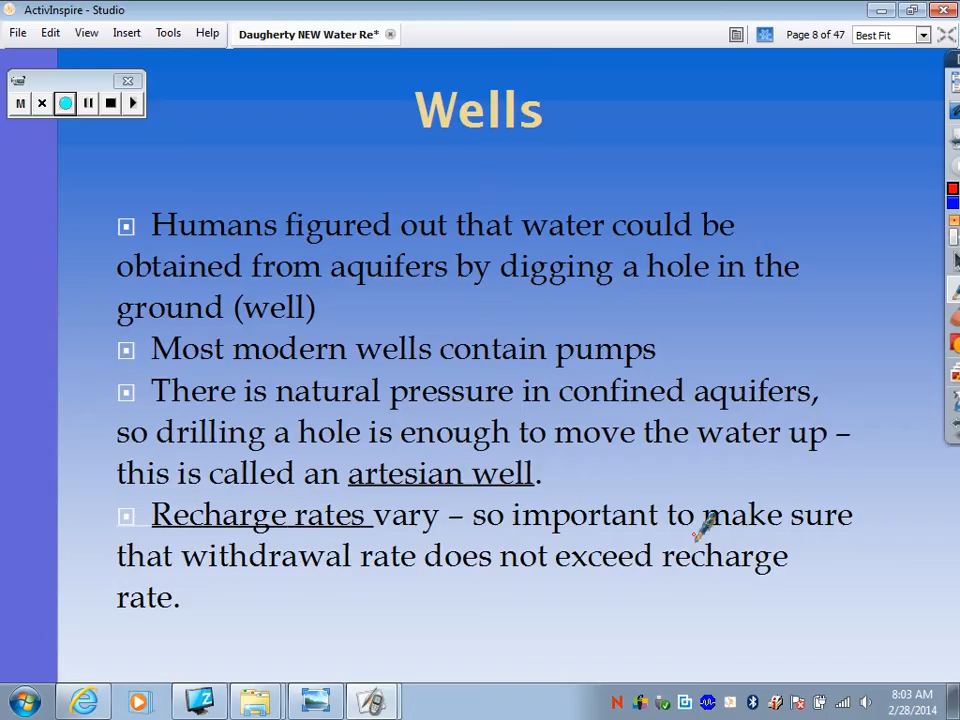 ActivInspire - Studio
File Edit View Insert Tools Help Daugherty NEW Water Re* Page 8 of 47 Best Fit
M
Wells
Humans figured out that water could be
obtained from aquifers by digging a hole in the
ground (well)
Most modern wells contain pumps
There is natural pressure in confined aquifers,
so drilling a hole is enough to move the water up –
this is called an artesian well.
Recharge rates vary – so important to make sure
that withdrawal rate does not exceed recharge
rate.
8:03 AM
2/28/2014